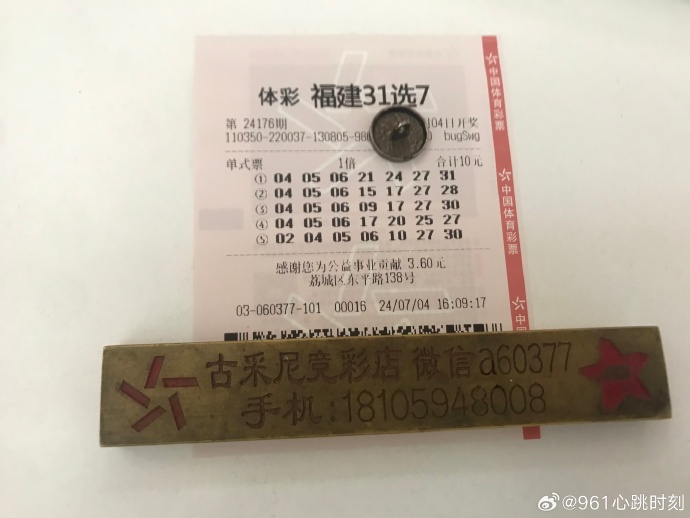 体彩 福建31选7
第 24176期 04日开奖
110350-220037-130805-98 0 bugSwg
单式票 1倍 合计10元
① 04 05 06 21 24 27 31
② 04 05 06 15 17 27 28
③ 04 05 06 09 17 27 30
④ 04 05 06 17 20 25 27
⑤ 02 04 05 06 10 27 30
感谢您为公益事业贡献 3.60元
荔城区东平路138号
03-060377-101 00016 24/07/04 16:09:17
中国体育彩票
中国体育彩票
中国体育彩票
古采尼竞彩店 微信a60377
手机:18105948008
@961心跳时刻